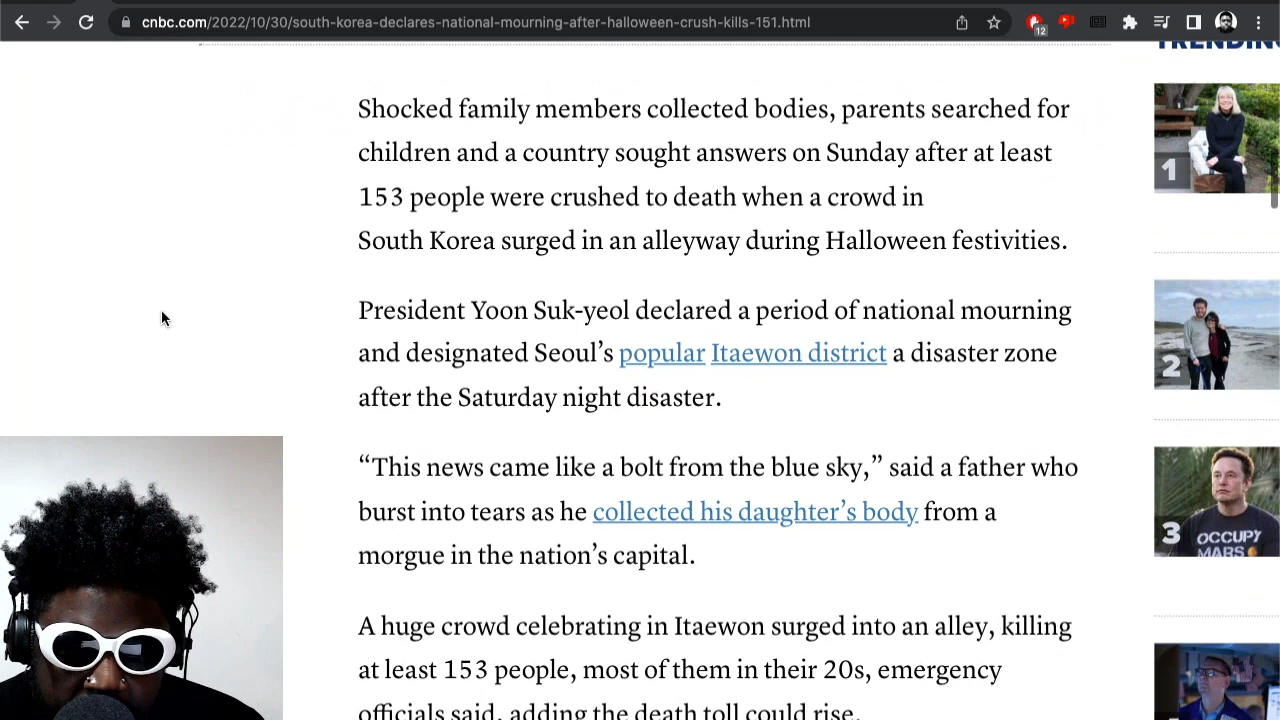 cnbc.com/2022/10/30/south-korea-declares-national-mourning-after-halloween-crush-kills-151.html
12
TRENDING
Shocked family members collected bodies, parents searched for
children and a country sought answers on Sunday after at least
153 people were crushed to death when a crowd in
South Korea surged in an alleyway during Halloween festivities.
President Yoon Suk-yeol declared a period of national mourning
and designated Seoul’s popular Itaewon district a disaster zone
after the Saturday night disaster.
“This news came like a bolt from the blue sky,” said a father who
burst into tears as he collected his daughter’s body from a
morgue in the nation’s capital.
A huge crowd celebrating in Itaewon surged into an alley, killing
at least 153 people, most of them in their 20s, emergency
officials said, adding the death toll could rise.
1
2
3
OCCUPY
MARS